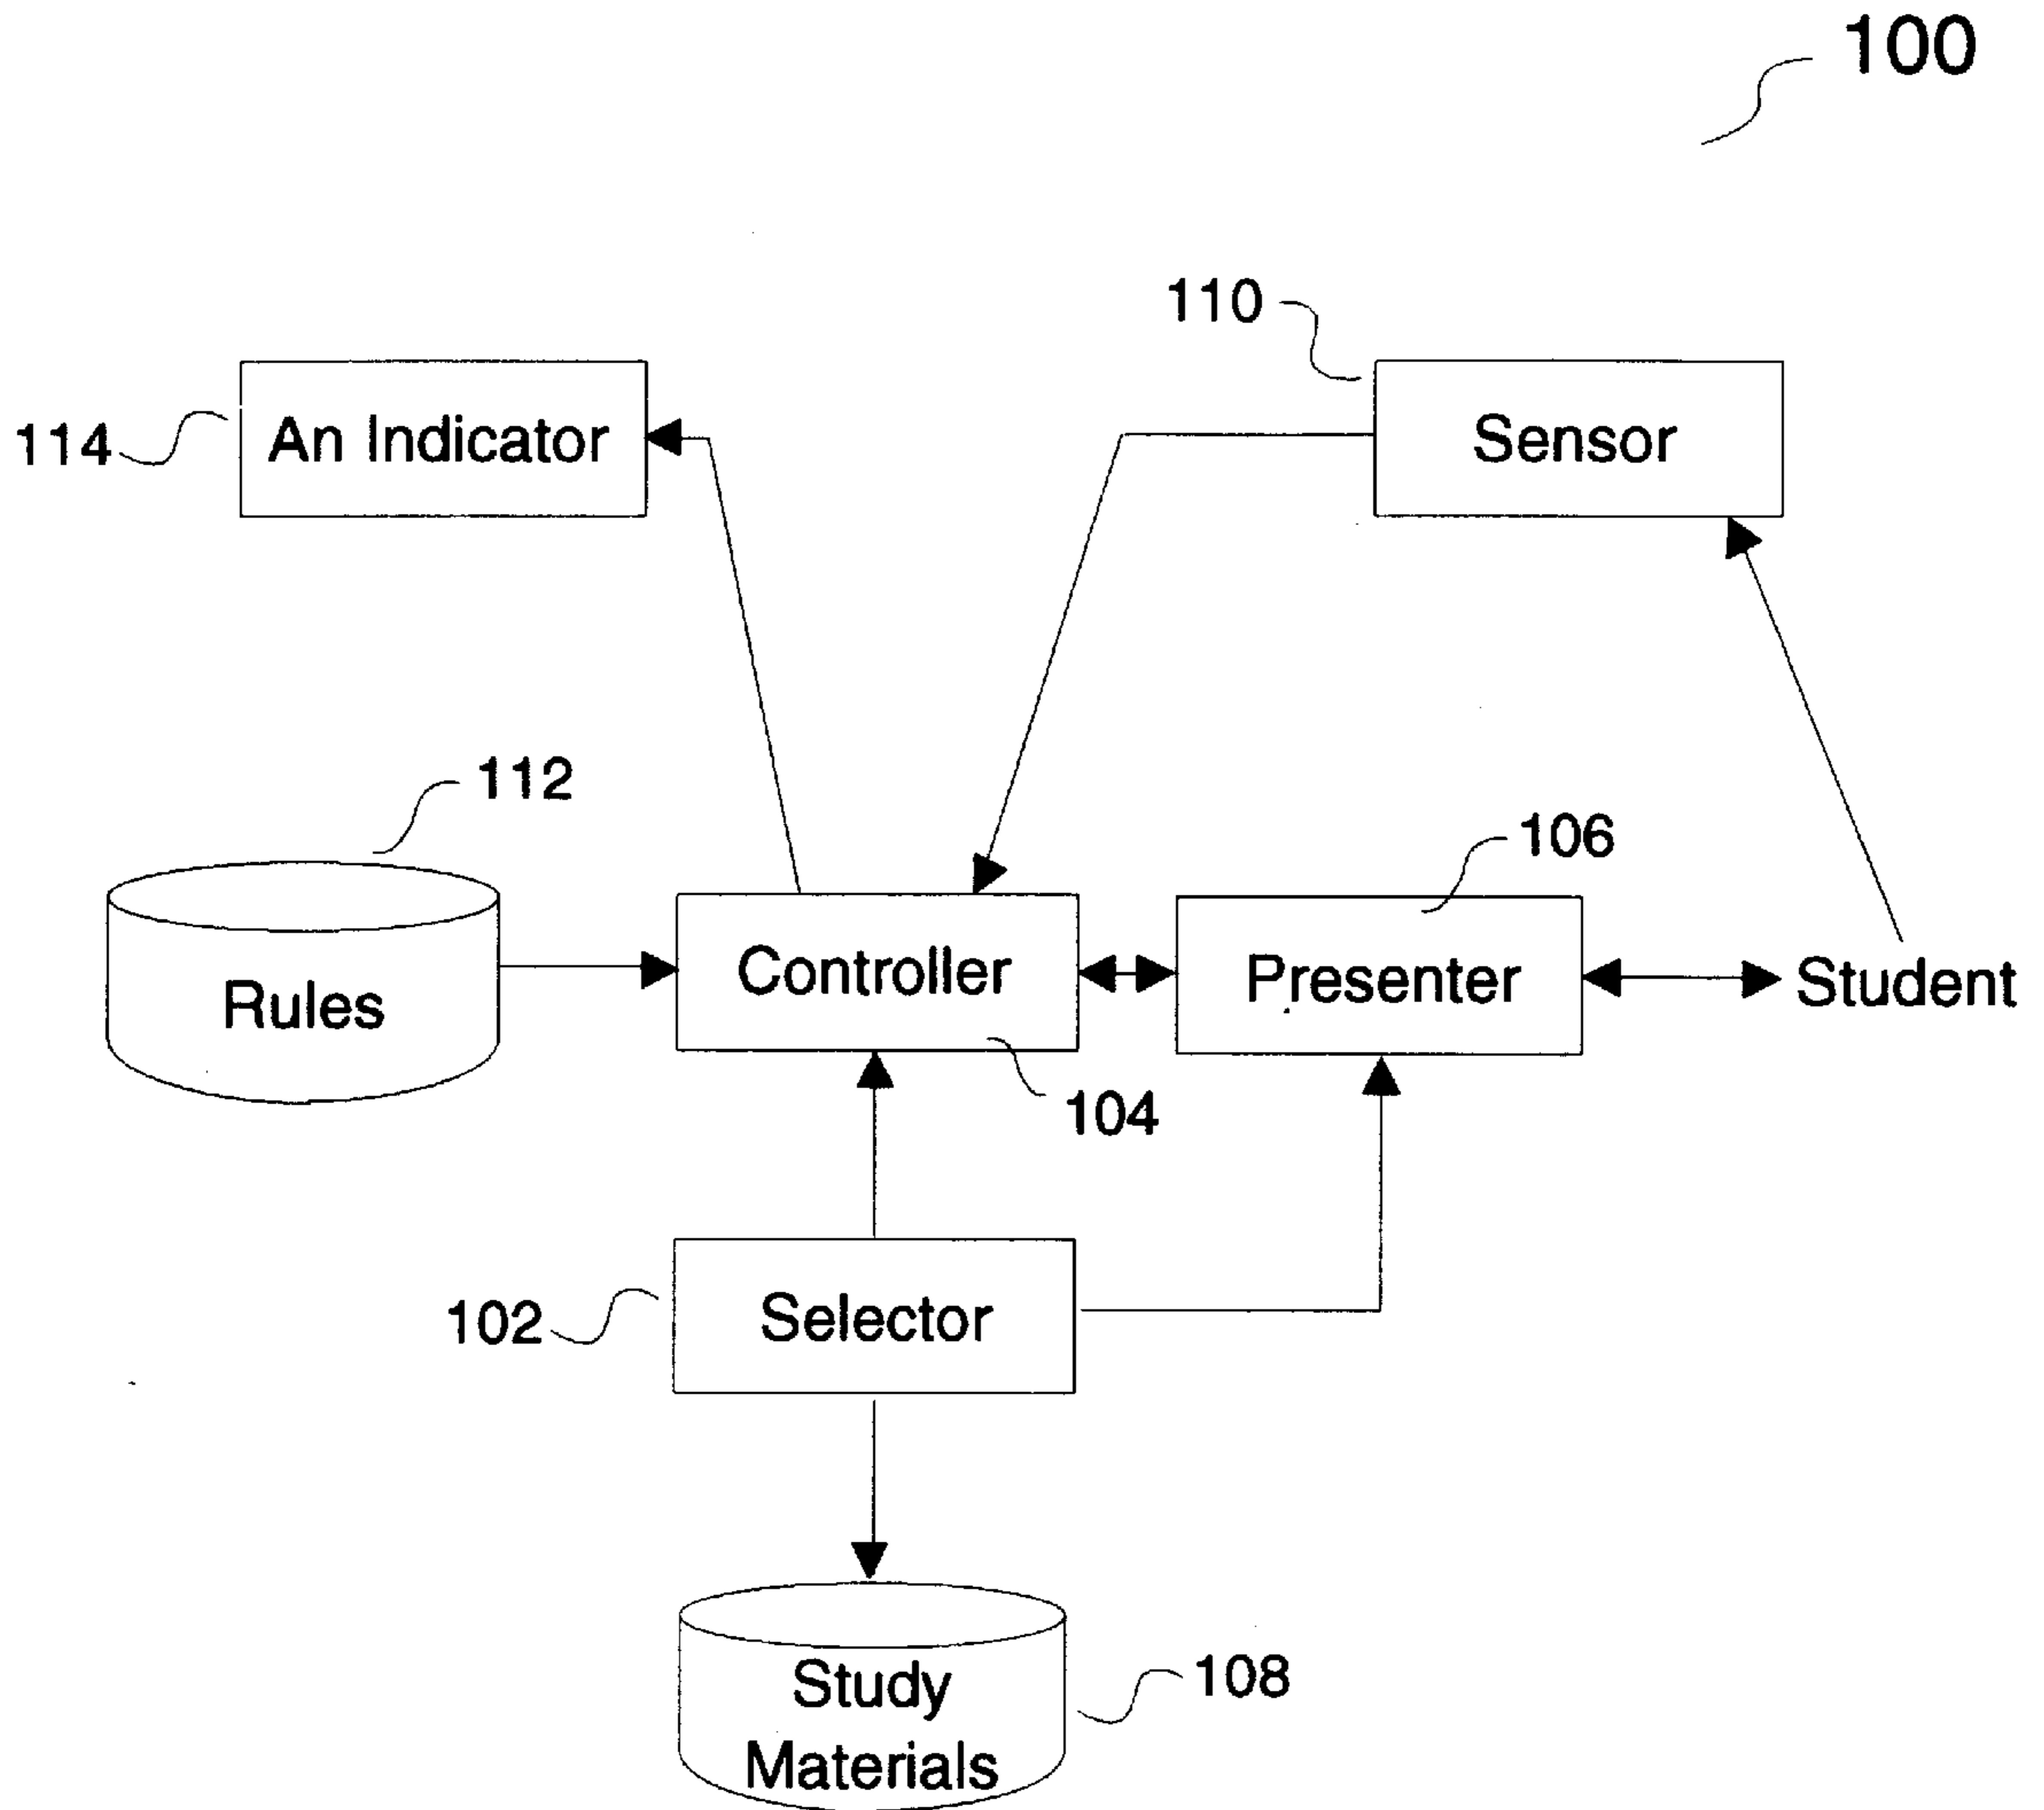 100
110
An Indicator
Sensor
114
112
106
Rules
Controller
Presenter
Student
104
102
Selector
Study
Materials
108